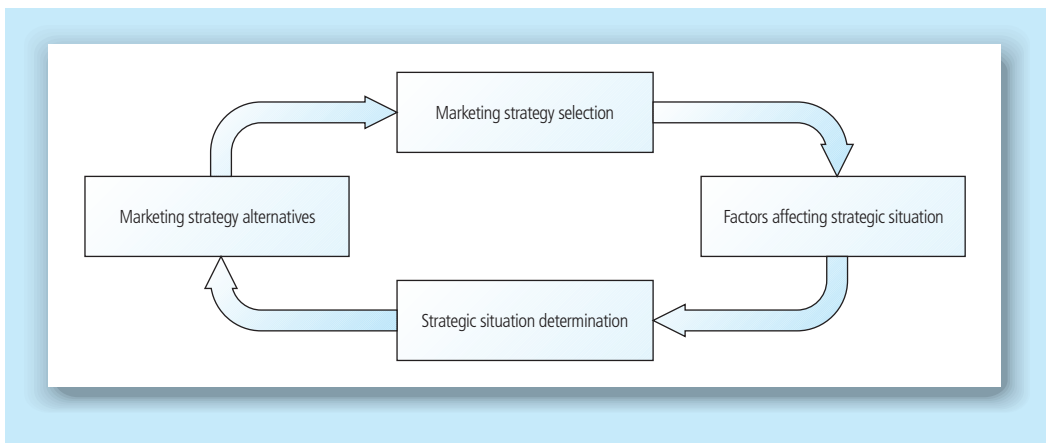 Marketing strategy selection
Marketing strategy alternatives
Factors affecting strategic situation
Strategic situation determination